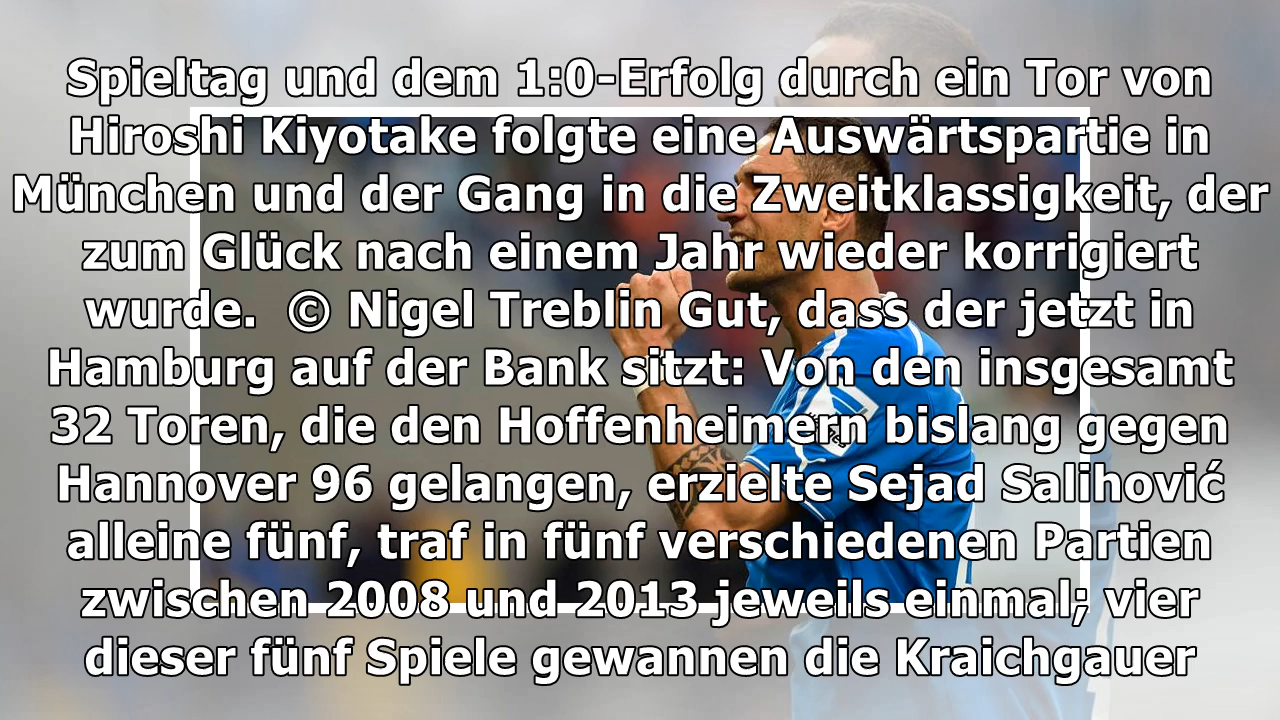 Spieltag und dem 1:0-Erfolg durch ein Tor von
Hiroshi Kiyotake folgte eine Auswärtspartie in
München und der Gang in die Zweitklassigkeit, der
zum Glück nach einem Jahr wieder korrigiert
wurde.  © Nigel Treblin Gut, dass der jetzt in
Hamburg auf der Bank sitzt: Von den insgesamt
32 Toren, die den Hoffenheimern bislang gegen
Hannover 96 gelangen, erzielte Sejad Salihović
alleine fünf, traf in fünf verschiedenen Partien
zwischen 2008 und 2013 jeweils einmal; vier
dieser fünf Spiele gewannen die Kraichgauer